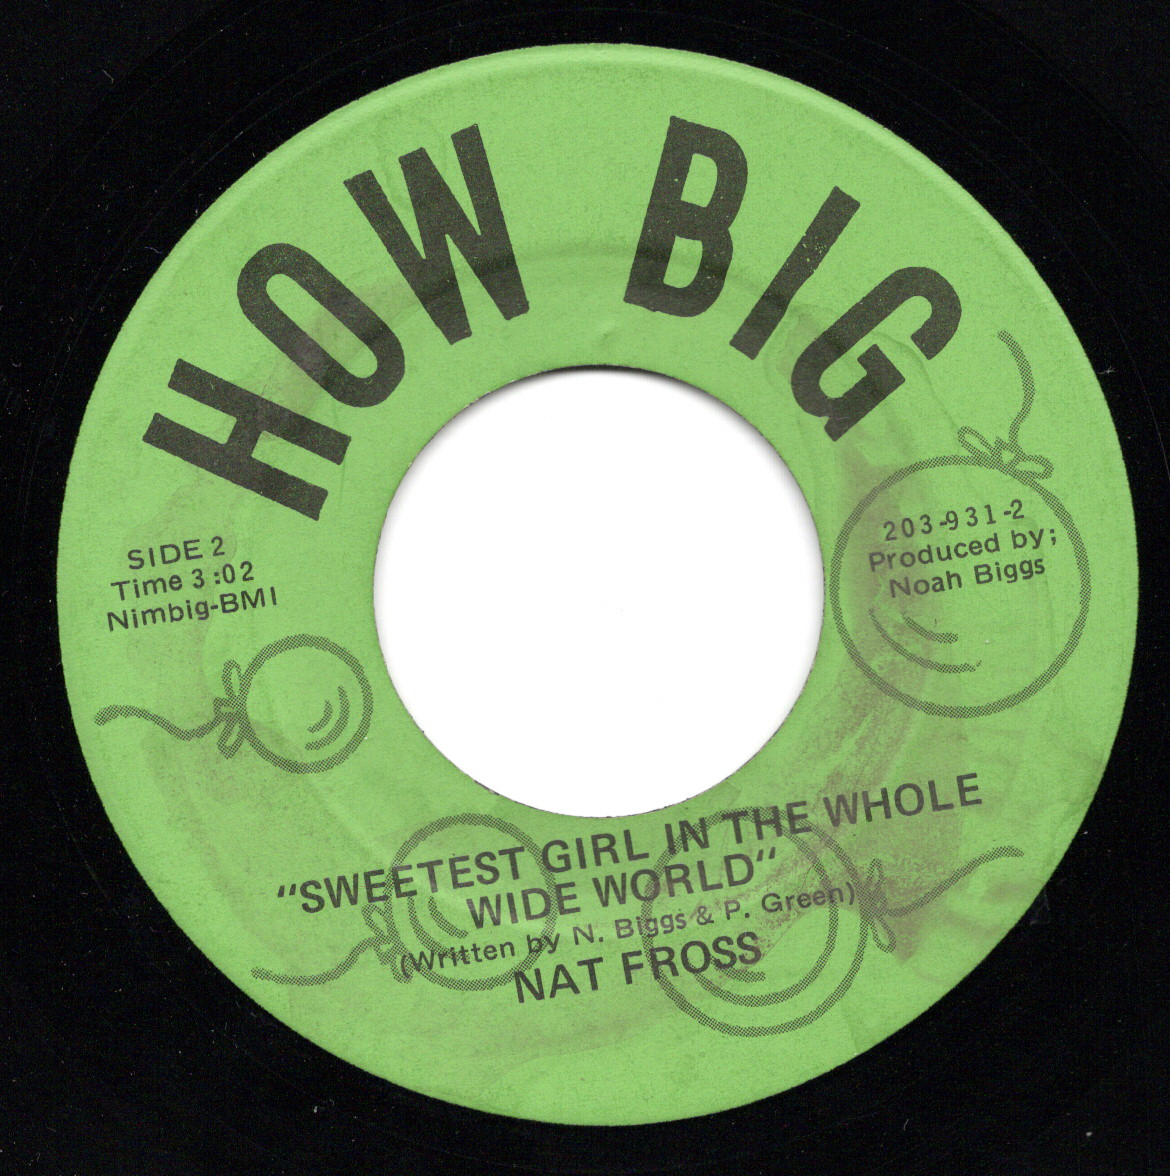 HOW BIG
SIDE 2
Time 3:02
Nimbig-BMI
203-931-2
Produced by;
Noah Biggs
"SWEETEST GIRL IN THE WHOLE
WIDE WORLD"
(Written by N. Biggs & P. Green)
NAT FROSS